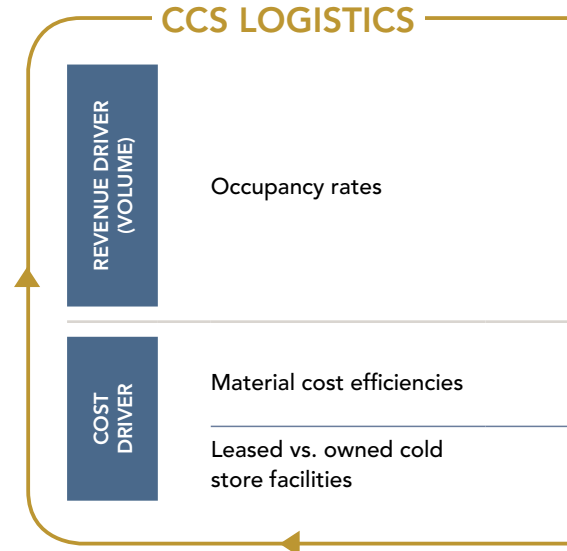 CCS LOGISTICS
REVENUE DRIVER
(VOLUME)
Occupancy rates
COST
DRIVER
Material cost efficiencies
Leased vs. owned cold
store facilities